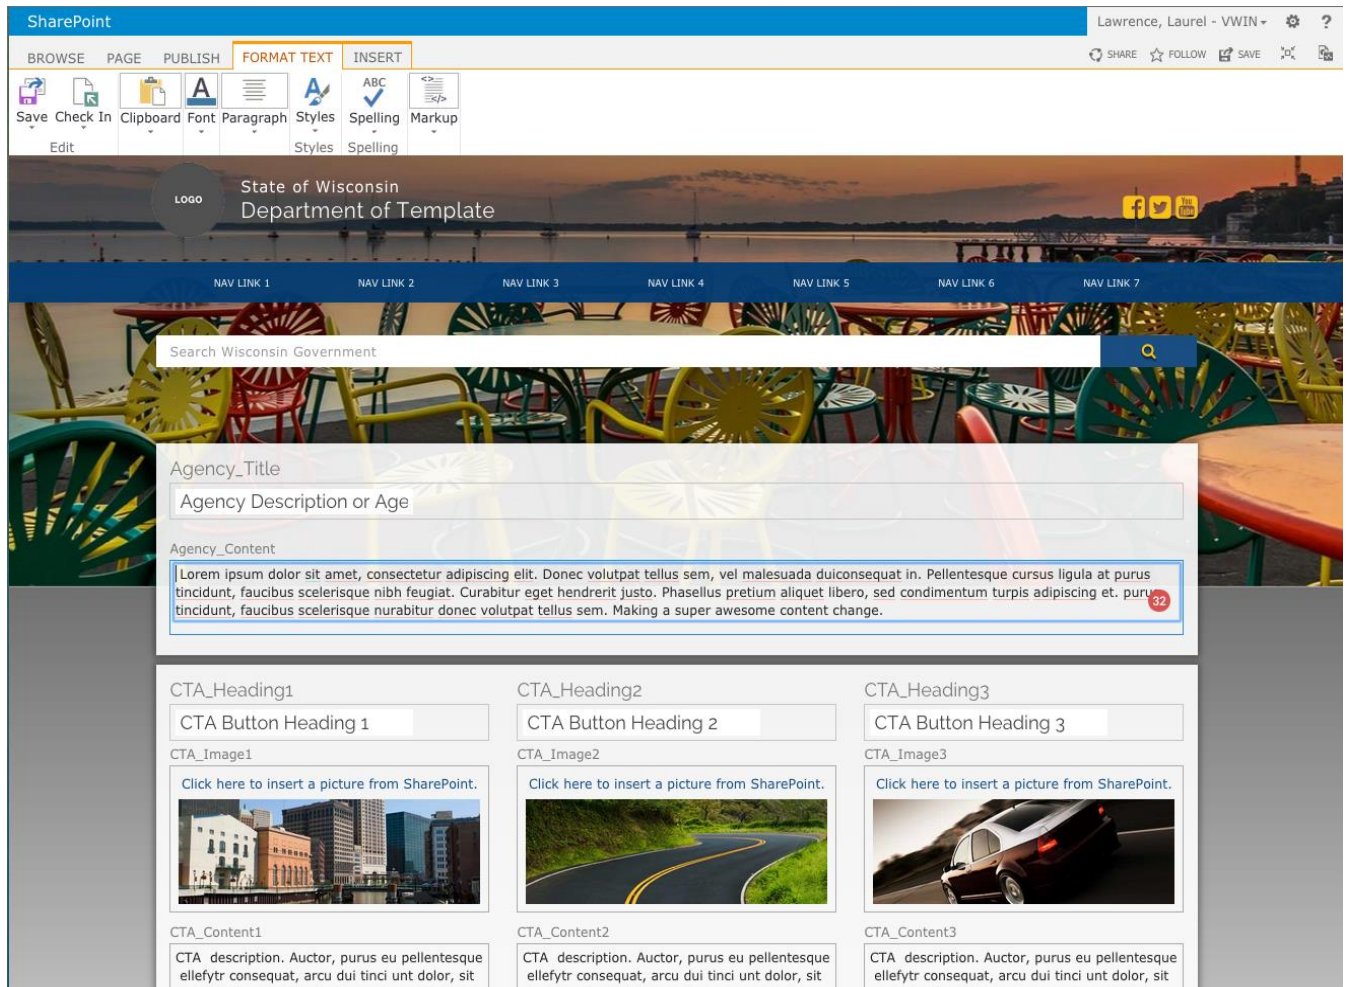 SharePoint
Lawrence, Laurel - VWIN
?
BROWSE PAGE PUBLISH FORMAT TEXT INSERT
SHARE FOLLOW SAVE
A ABC
Save Check In Clipboard Font Paragraph Styles Spelling Markup
Edit Styles Spelling
LOGO
State of Wisconsin
Department of Template
You Tube
NAV LINK 1 NAV LINK 2 NAV LINK 3 NAV LINK 4 NAV LINK 5 NAV LINK 6 NAV LINK 7
Search Wisconsin Government
Agency_Title
Agency Description or Age
Agency_Content
Lorem ipsum dolor sit amet, consectetur adipiscing elit. Donec volutpat tellus sem, vel malesuada duiconsequat in. Pellentesque cursus ligula at purus
tincidunt, faucibus scelerisque nibh feugiat. Curabitur eget hendrerit justo. Phasellus pretium aliquet libero, sed condimentum turpis adipiscing et. puru
32
tincidunt, faucibus scelerisque nurabitur donec volutpat tellus sem. Making a super awesome content change.
CTA_Heading1 CTA_Heading2 CTA_Heading3
CTA Button Heading 1 CTA Button Heading 2 CTA Button Heading 3
CTA_Image1 CTA_Image2 CTA_Image3
Click here to insert a picture from SharePoint. Click here to insert a picture from SharePoint. Click here to insert a picture from SharePoint.
CTA_Content1 CTA_Content2 CTA_Content3
CTA description. Auctor, purus eu pellentesque CTA description. Auctor, purus eu pellentesque CTA description. Auctor, purus eu pellentesque
ellefytr consequat, arcu dui tinci unt dolor, sit ellefytr consequat, arcu dui tinci unt dolor, sit ellefytr consequat, arcu dui tinci unt dolor, sit